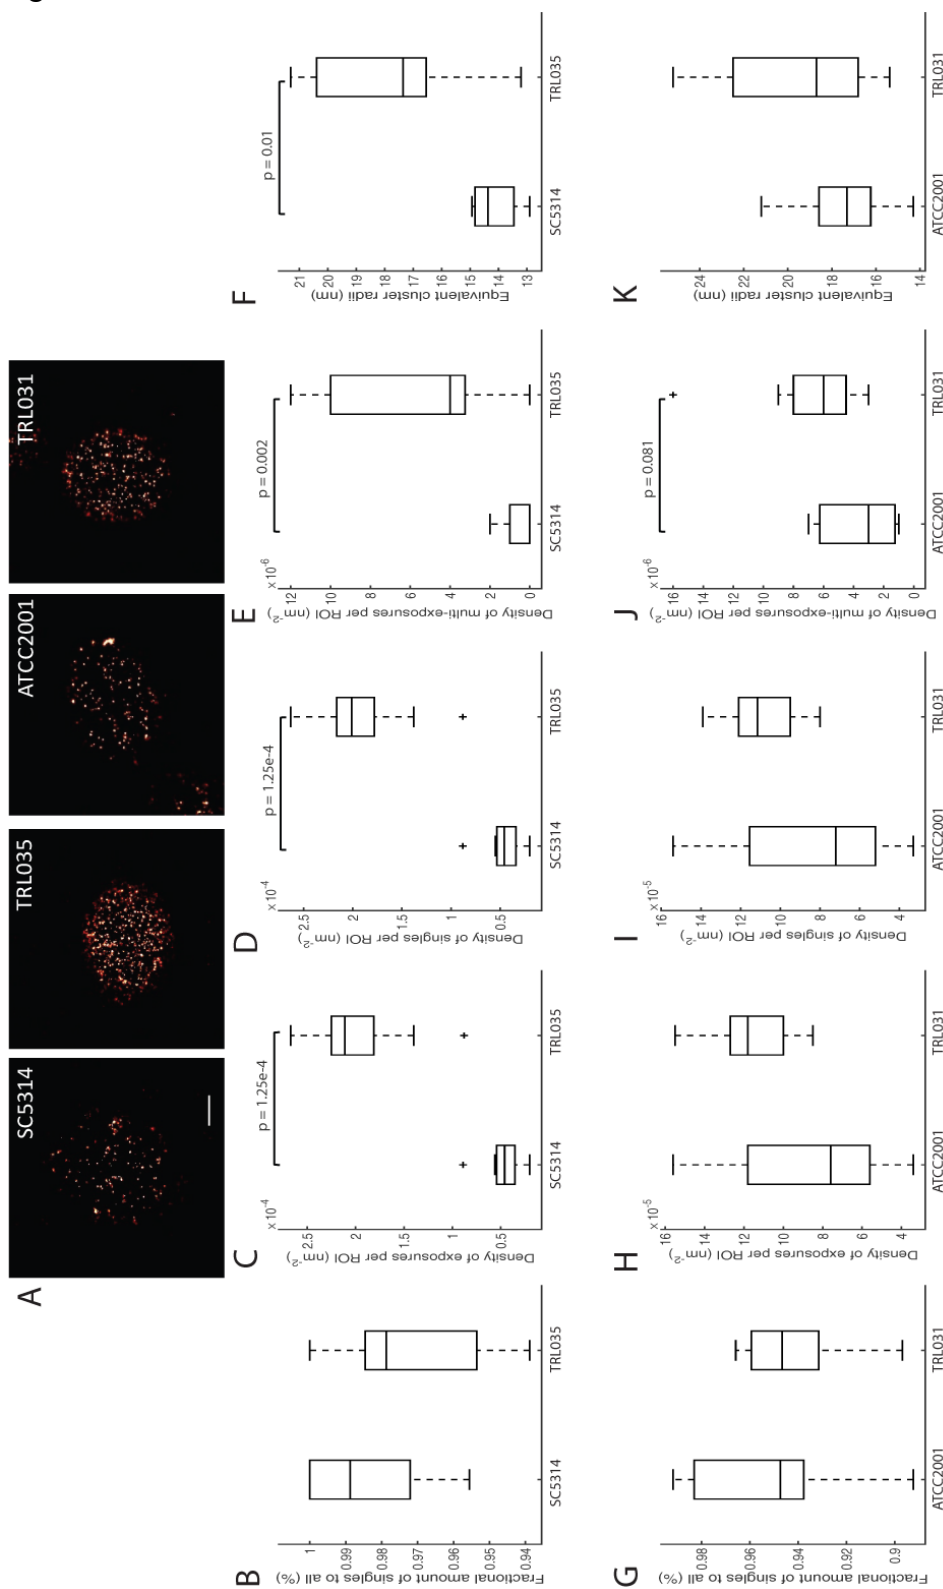 A
SC5314
TRL035
ATCC2001
TRL031
B
Fractional amount of singles to all (%)
1
0.99
0.98
0.97
0.96
0.95
0.94
SC5314
TRL035
C
Density of exposures per ROI (nm⁻²)
x10⁻⁴
2.5
2
1.5
1
0.5
p = 1.25e-4
SC5314
TRL035
D
Density of singles per ROI (nm⁻²)
x10⁻⁴
2.5
2
1.5
1
0.5
p = 1.25e-4
SC5314
TRL035
E
Density of multi-exposures per ROI (nm⁻²)
x10⁻⁶
12
10
8
6
4
2
0
p = 0.002
SC5314
TRL035
F
Equivalent cluster radii (nm)
21
20
19
18
17
16
15
14
13
p = 0.01
SC5314
TRL035
G
Fractional amount of singles to all (%)
0.98
0.96
0.94
0.92
0.9
ATCC2001
TRL031
H
Density of exposures per ROI (nm⁻²)
x10⁻⁵
16
14
12
10
8
6
4
ATCC2001
TRL031
I
Density of singles per ROI (nm⁻²)
x10⁻⁵
16
14
12
10
8
6
4
ATCC2001
TRL031
J
Density of multi-exposures per ROI (nm⁻²)
x10⁻⁶
16
14
12
10
8
6
4
2
0
p = 0.081
ATCC2001
TRL031
K
Equivalent cluster radii (nm)
24
22
20
18
16
14
ATCC2001
TRL031